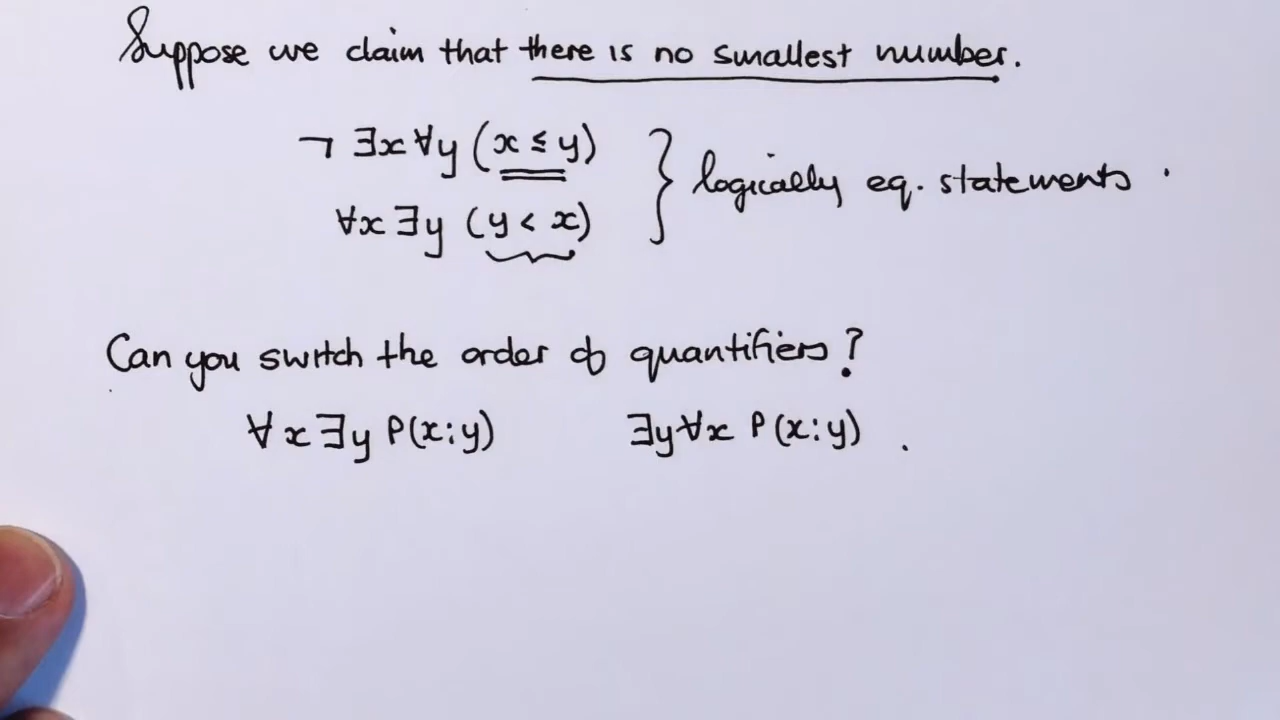 Suppose we claim that there is no smallest number.
¬ ∃x ∀y (x ≤ y)
∀x ∃y (y < x)
} logically eq. statements
Can you switch the order of quantifiers?
∀x ∃y P(x;y) ∃y ∀x P(x;y)